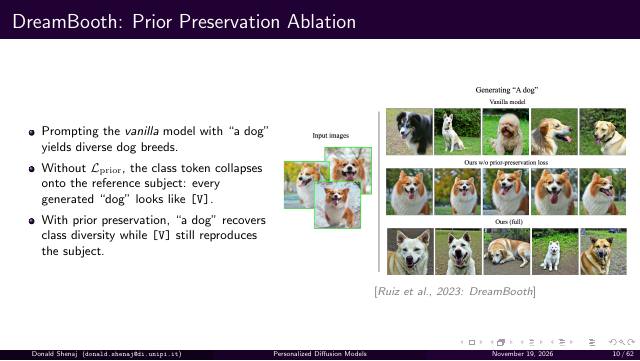 DreamBooth: Prior Preservation Ablation
Prompting the vanilla model with “a dog”
yields diverse dog breeds.
Without ℒprior, the class token collapses
onto the reference subject: every
generated “dog” looks like [V].
With prior preservation, “a dog” recovers
class diversity while [V] still reproduces
the subject.
Input images
Generating “A dog”
Vanilla model
Ours w/o prior-preservation loss
Ours (full)
[Ruiz et al., 2023: DreamBooth]
Donald Shenaj (donald.shenaj@di.unipi.it) Personalized Diffusion Models November 19, 2026 10 / 62